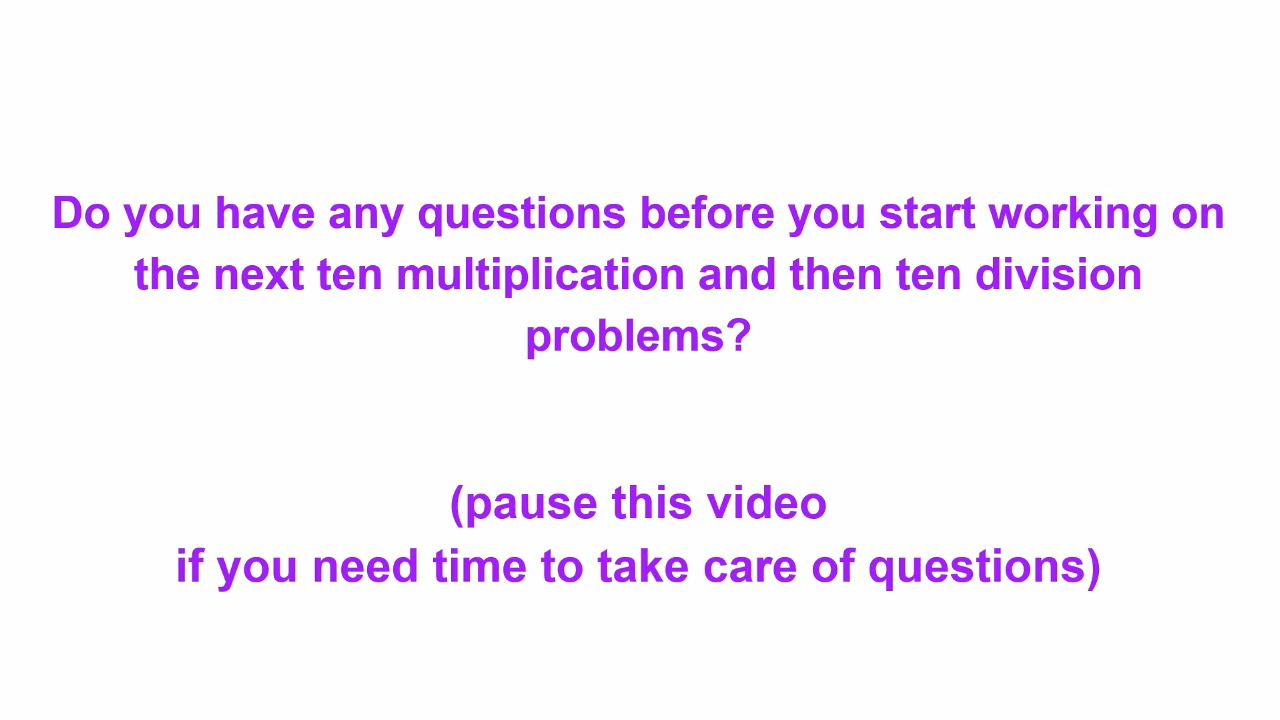 Do you have any questions before you start working on
the next ten multiplication and then ten division
problems?
(pause this video
if you need time to take care of questions)